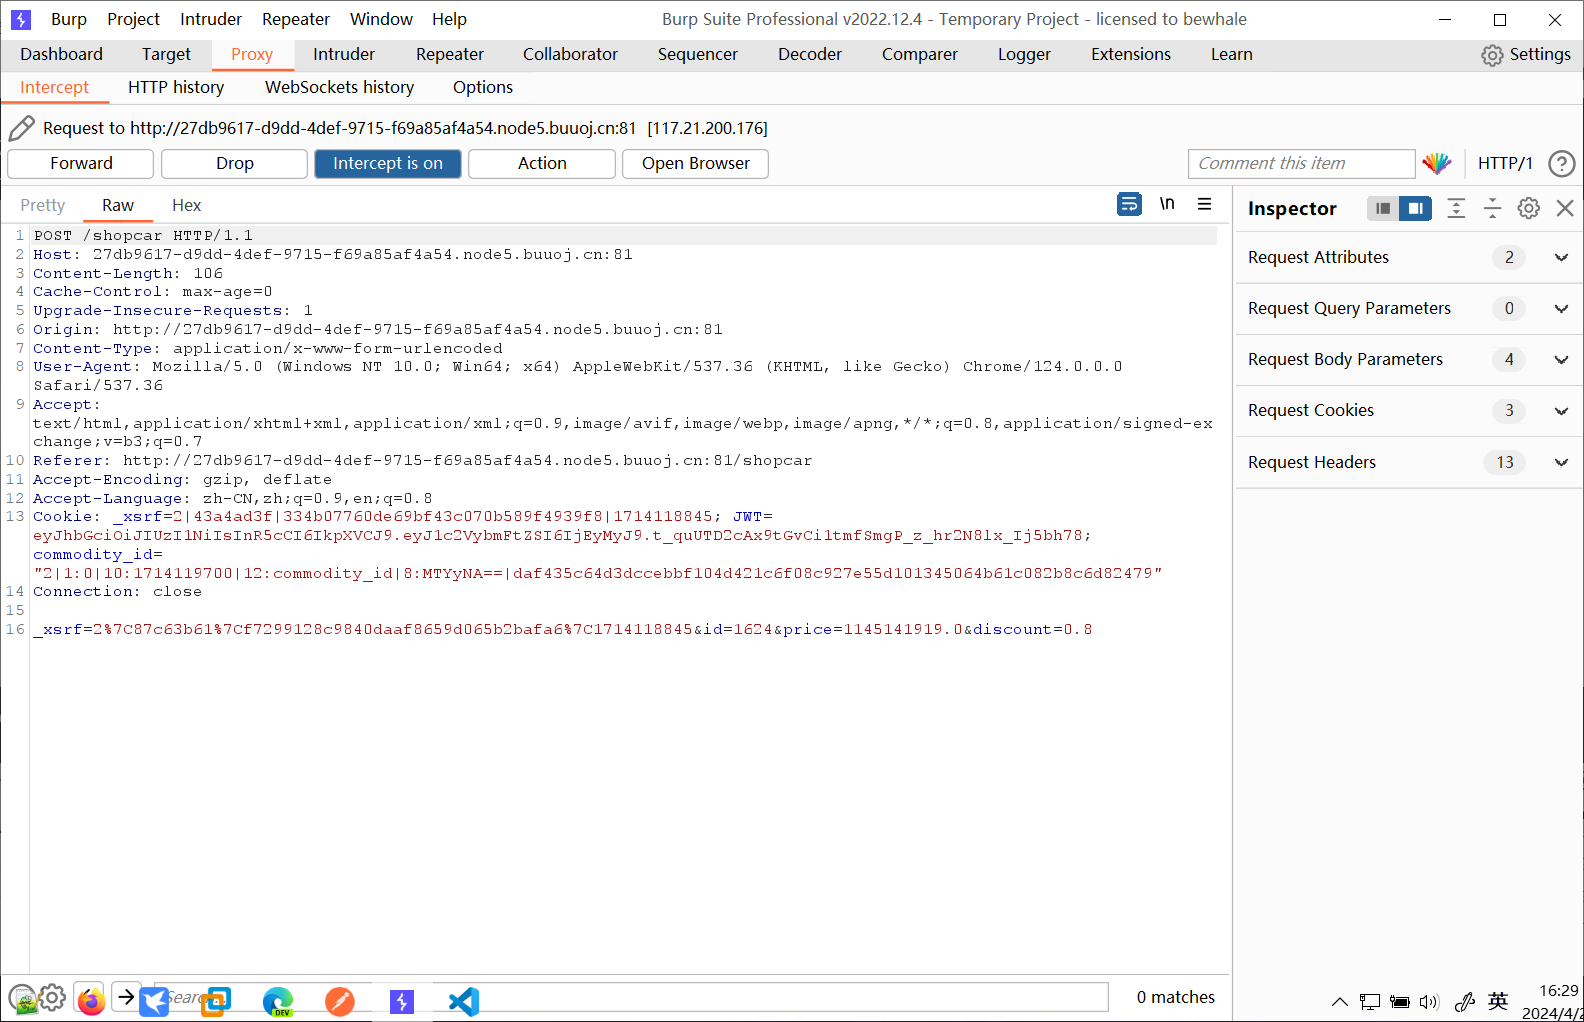 Burp Project Intruder Repeater Window Help Burp Suite Professional v2022.12.4 - Temporary Project - licensed to bewhale
Dashboard Target Proxy Intruder Repeater Collaborator Sequencer Decoder Comparer Logger Extensions Learn Settings
Intercept HTTP history WebSockets history Options
Request to http://27db9617-d9dd-4def-9715-f69a85af4a54.node5.buuoj.cn:81 [117.21.200.176]
Forward Drop Intercept is on Action Open Browser Comment this item HTTP/1 ?
Pretty Raw Hex \n
Inspector
1 POST /shopcar HTTP/1.1
2 Host: 27db9617-d9dd-4def-9715-f69a85af4a54.node5.buuoj.cn:81
3 Content-Length: 106
4 Cache-Control: max-age=0
5 Upgrade-Insecure-Requests: 1
6 Origin: http://27db9617-d9dd-4def-9715-f69a85af4a54.node5.buuoj.cn:81
7 Content-Type: application/x-www-form-urlencoded
8 User-Agent: Mozilla/5.0 (Windows NT 10.0; Win64; x64) AppleWebKit/537.36 (KHTML, like Gecko) Chrome/124.0.0.0
Safari/537.36
9 Accept:
text/html,application/xhtml+xml,application/xml;q=0.9,image/avif,image/webp,image/apng,*/*;q=0.8,application/signed-ex
change;v=b3;q=0.7
10 Referer: http://27db9617-d9dd-4def-9715-f69a85af4a54.node5.buuoj.cn:81/shopcar
11 Accept-Encoding: gzip, deflate
12 Accept-Language: zh-CN,zh;q=0.9,en;q=0.8
13 Cookie: _xsrf=2|43a4ad3f|334b07760de69bf43c070b589f4939f8|1714118845; JWT=
eyJhbGciOiJIUzI1NiIsInR5cCI6IkpXVCJ9.eyJ1c2VybmFtZSI6IjEyMyJ9.t_quUTD2cAx9tGvCi1tmfSmgP_z_hr2N8lx_Ij5bh78;
commodity_id=
"2|1:0|10:1714119700|12:commodity_id|8:MTYyNA==|daf435c64d3dccebbf104d421c6f08c927e55d101345064b61c082b8c6d82479"
14 Connection: close
15
16 _xsrf=2%7C87c63b61%7Cf7299128c9840daaf8659d065b2bafa6%7C1714118845&id=1624&price=1145141919.0&discount=0.8
Request Attributes 2
Request Query Parameters 0
Request Body Parameters 4
Request Cookies 3
Request Headers 13
Search... 0 matches
DEV
英
16:29
2024/4/2